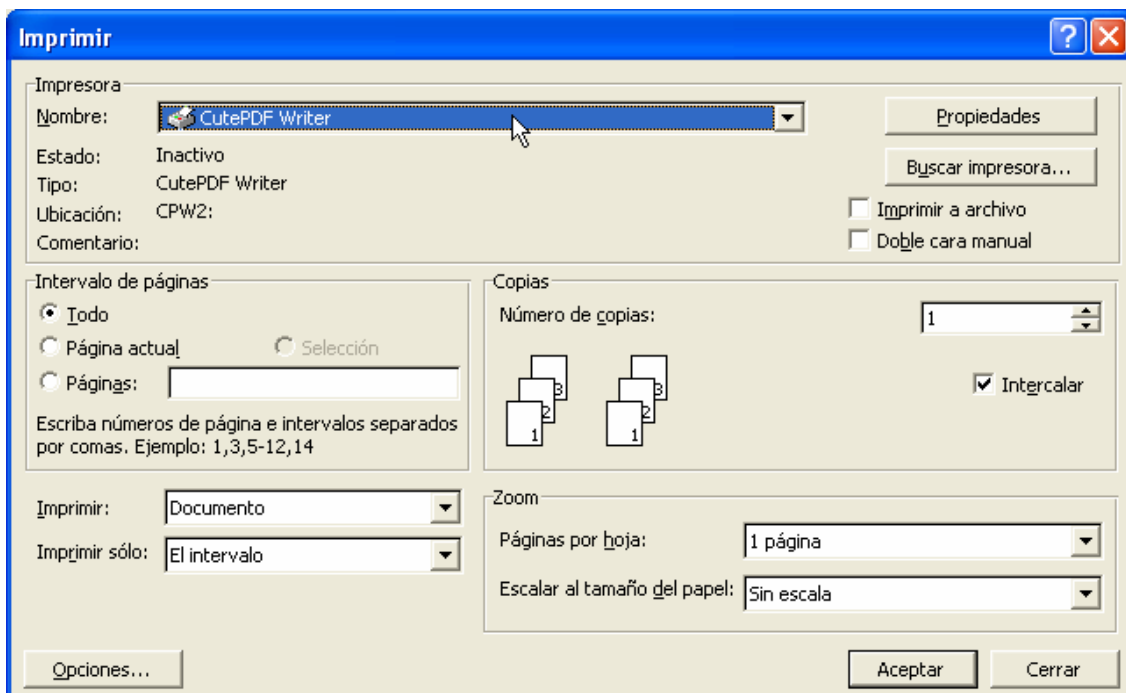 Imprimir
Impresora
Nombre: CutePDF Writer Propiedades
Estado: Inactivo
Buscar impresora...
Tipo: CutePDF Writer
Ubicación: CPW2: Imprimir a archivo
Comentario: Doble cara manual
Intervalo de páginas
Todo
Página actual Selección
Páginas:
Escriba números de página e intervalos separados
por comas. Ejemplo: 1,3,5-12,14
Copias
Número de copias: 1
3 3
2 2
1 1
Intercalar
Imprimir: Documento
Imprimir sólo: El intervalo
Zoom
Páginas por hoja: 1 página
Escalar al tamaño del papel: Sin escala
Opciones... Aceptar Cerrar